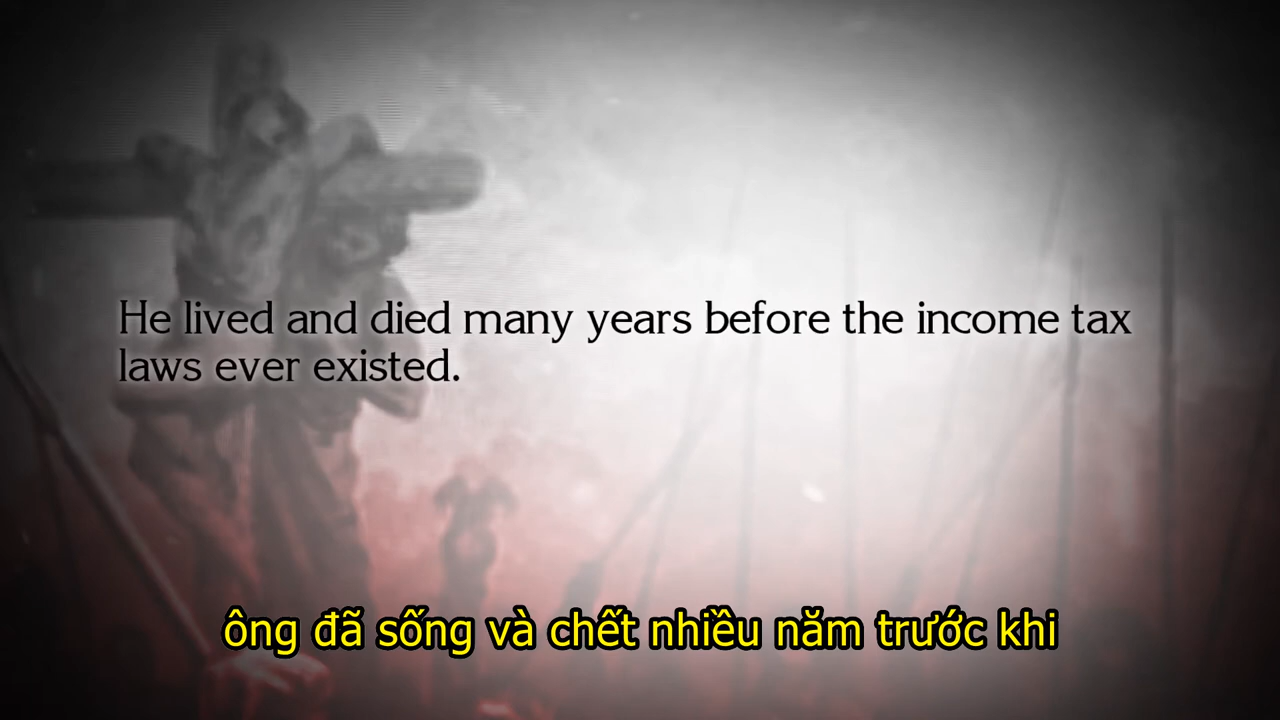 He lived and died many years before the income tax
laws ever existed.
ông đã sống và chết nhiều năm trước khi